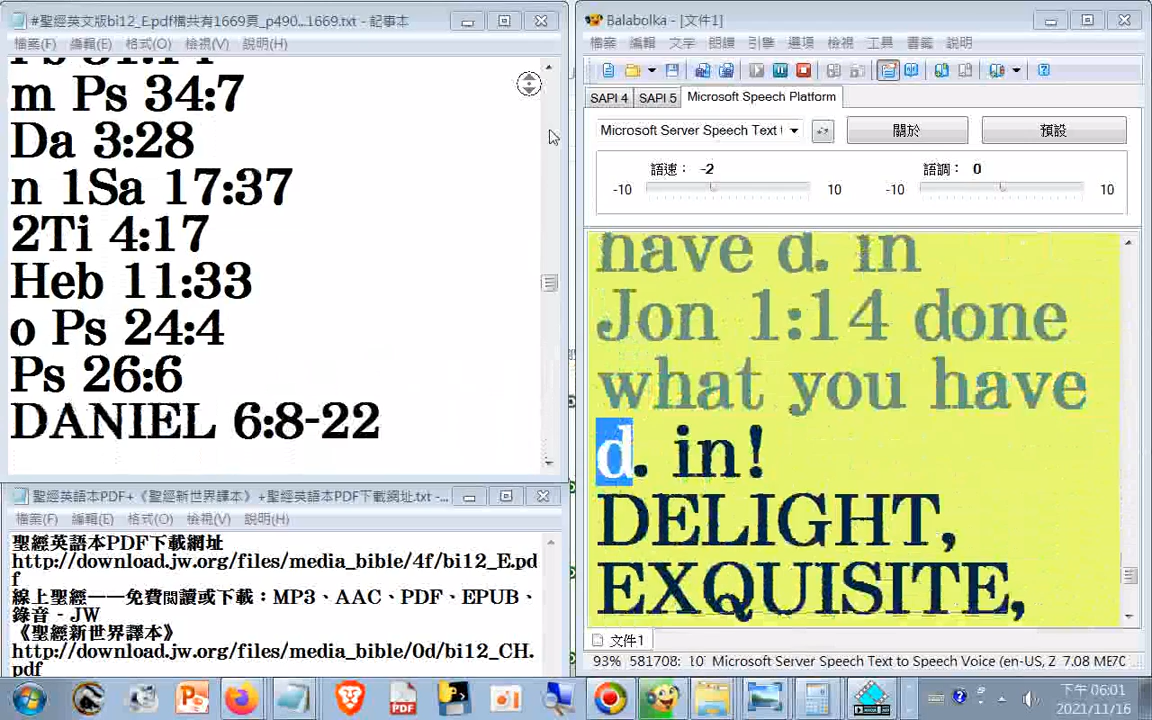 #聖經英文版bi12_E.pdf檔共有1669頁_p490...1669.txt - 記事本
檔案(F) 編輯(E) 格式(O) 檢視(V) 說明(H)
m Ps 34:7
Da 3:28
n 1Sa 17:37
2Ti 4:17
Heb 11:33
o Ps 24:4
Ps 26:6
DANIEL 6:8-22
聖經英語本PDF+《聖經新世界譯本》+聖經英語本PDF下載網址.txt -...
檔案(F) 編輯(E) 格式(O) 檢視(V) 說明(H)
聖經英語本PDF下載網址
http://download.jw.org/files/media_bible/4f/bi12_E.pd
f
線上聖經——免費閱讀或下載：MP3、AAC、PDF、EPUB、
錄音 - JW
《聖經新世界譯本》
http://download.jw.org/files/media_bible/0d/bi12_CH.
pdf
Balabolka - [文件1]
檔案 編輯 文字 朗讀 引擎 選項 檢視 工具 書籤 說明
SAPI 4 SAPI 5 Microsoft Speech Platform
Microsoft Server Speech Text 關於 預設
語速： -2 語調： 0
-10 10 -10 10
have d. in
Jon 1:14 done
what you have
d. in!
DELIGHT,
EXQUISITE,
文件1
93% 581708: 10 Microsoft Server Speech Text to Speech Voice (en-US, Z 7.08 МБ
下午 06:01
2021/11/16